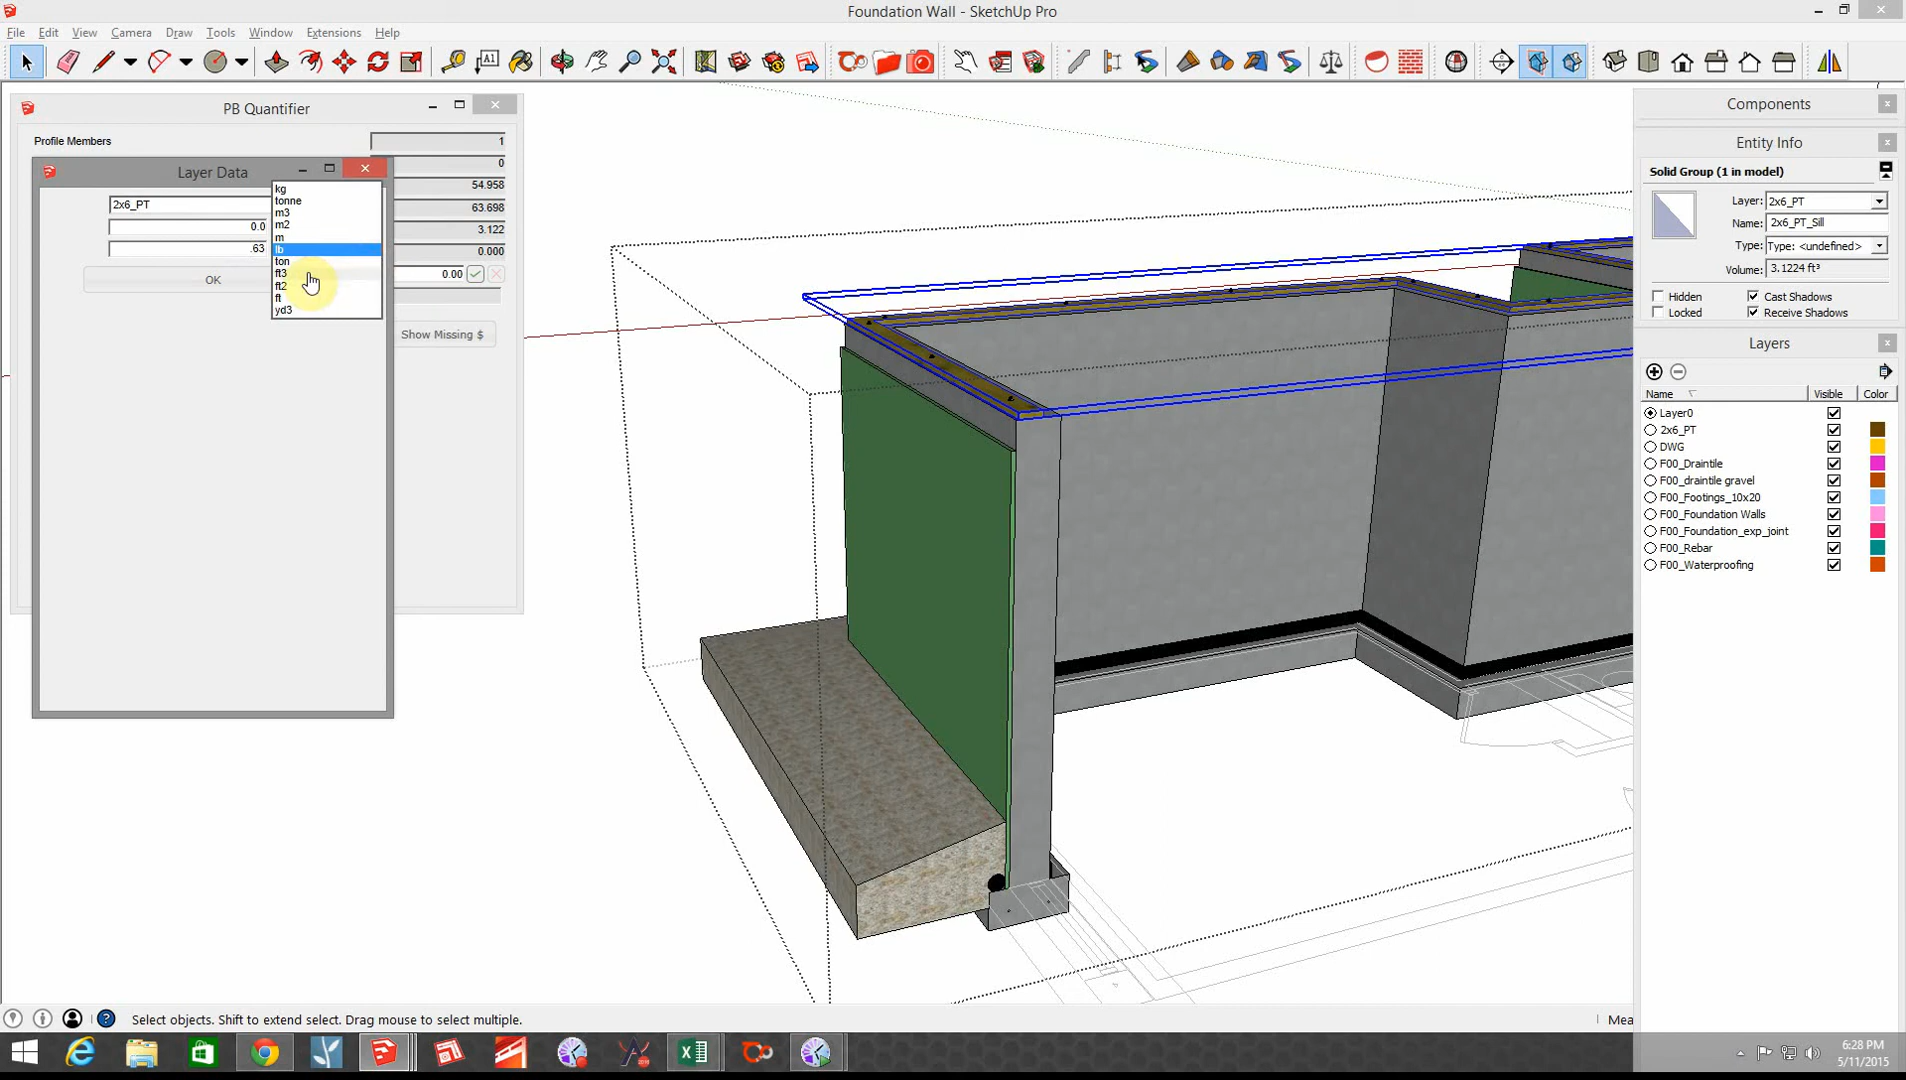 Foundation Wall - SketchUp Pro
File Edit View Camera Draw Tools Window Extensions Help
A1
PB Quantifier
Profile Members
1
0
54.958
63.698
3.122
0.000
0.00
Show Missing $
Layer Data
2x6_PT
0.0
.63
OK
kg
tonne
m3
m2
m
lb
ton
ft3
ft2
ft
yd3
Components
Entity Info
Solid Group (1 in model)
Layer: 2x6_PT
Name: 2x6_PT_Sill
Type: Type: <undefined>
Volume: 3.1224 ft³
Hidden Cast Shadows
Locked Receive Shadows
Layers
Name Visible Color
Layer0
2x6_PT
DWG
F00_Draintile
F00_draintile gravel
F00_Footings_10x20
F00_Foundation Walls
F00_Foundation_exp_joint
F00_Rebar
F00_Waterproofing
Select objects. Shift to extend select. Drag mouse to select multiple.
Mea
6:28 PM
5/11/2015